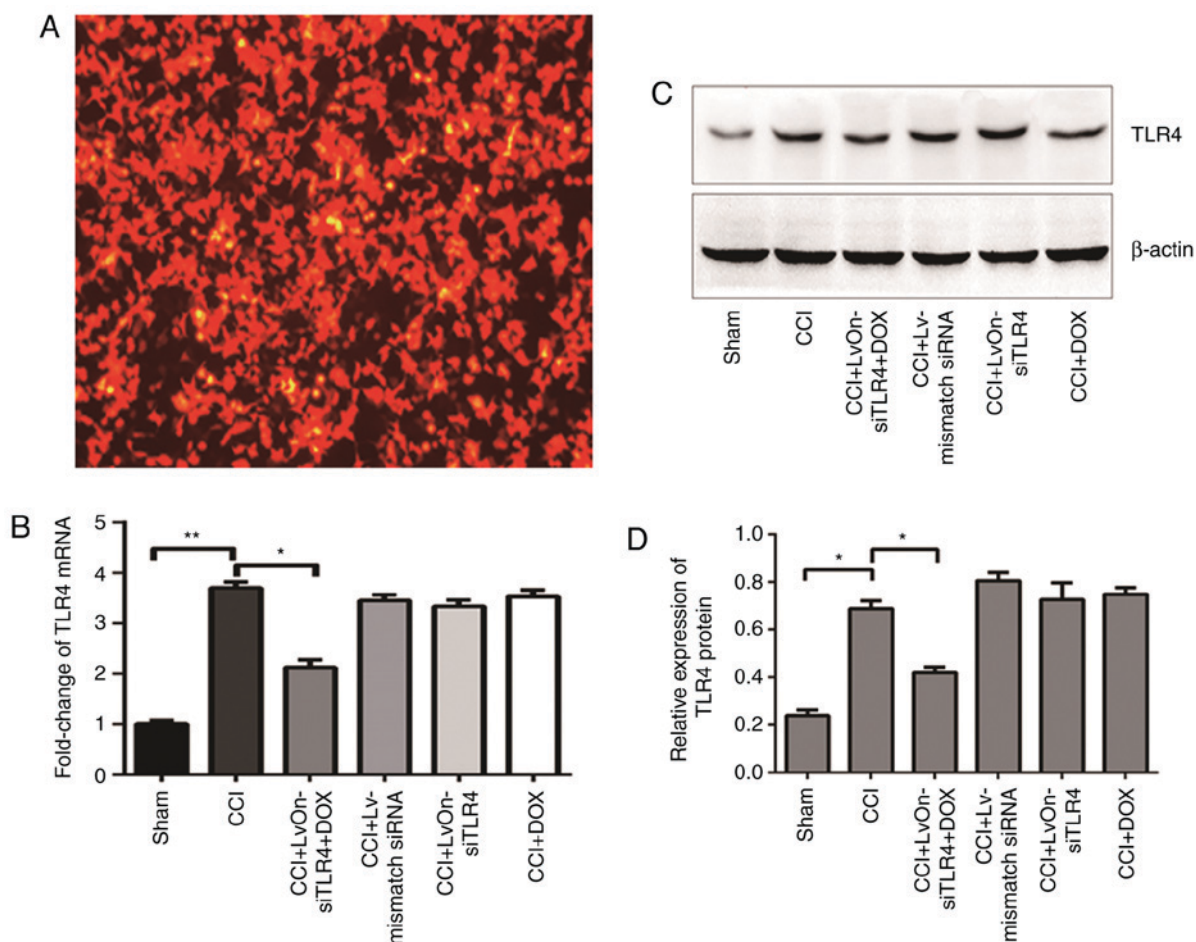 A
C
TLR4
β-actin
Sham
CCI
CCI+LvOn-
siTLR4+DOX
CCI+Lv-
mismatch siRNA
CCI+LvOn-
siTLR4
CCI+DOX
B
Fold-change of TLR4 mRNA
5
4
3
2
1
0
**
*
Sham
CCI
CCI+LvOn-
siTLR4+DOX
CCI+Lv-
mismatch siRNA
CCI+LvOn-
siTLR4
CCI+DOX
D
Relative expression of
TLR4 protein
1.0
0.8
0.6
0.4
0.2
0.0
*
*
Sham
CCI
CCI+LvOn-
siTLR4+DOX
CCI+Lv-
mismatch siRNA
CCI+LvOn-
siTLR4
CCI+DOX